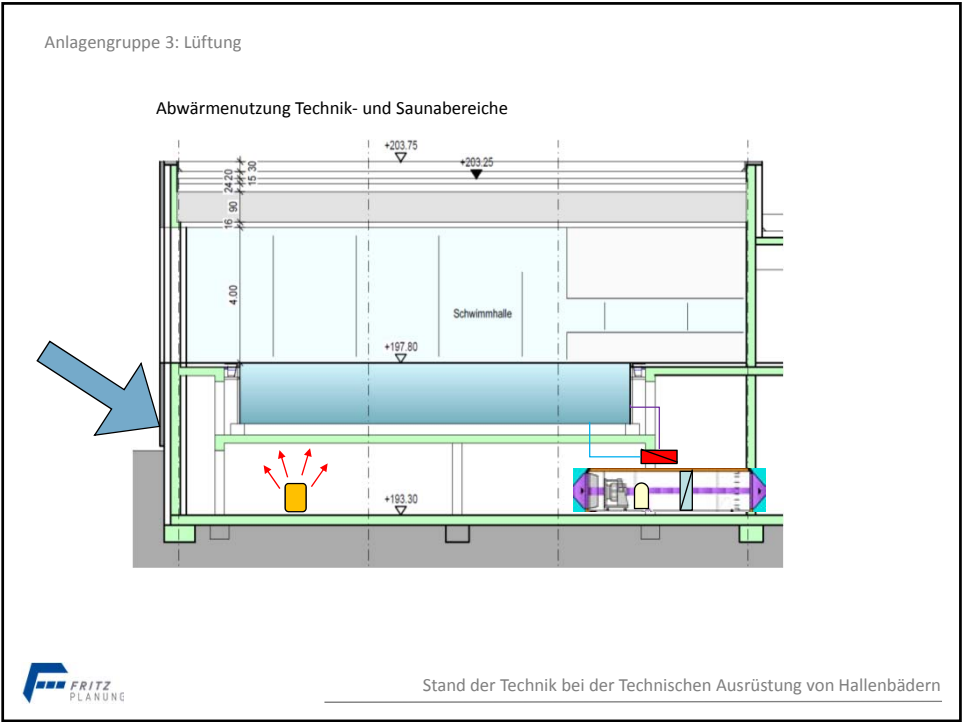 Anlagengruppe 3: Lüftung
Abwärmenutzung Technik- und Saunabereiche
+203.75
+203.25
15 30
24 20
90
16
4.00
Schwimmhalle
+197.80
+193.30
FRITZ
PLANUNG
Stand der Technik bei der Technischen Ausrüstung von Hallenbädern